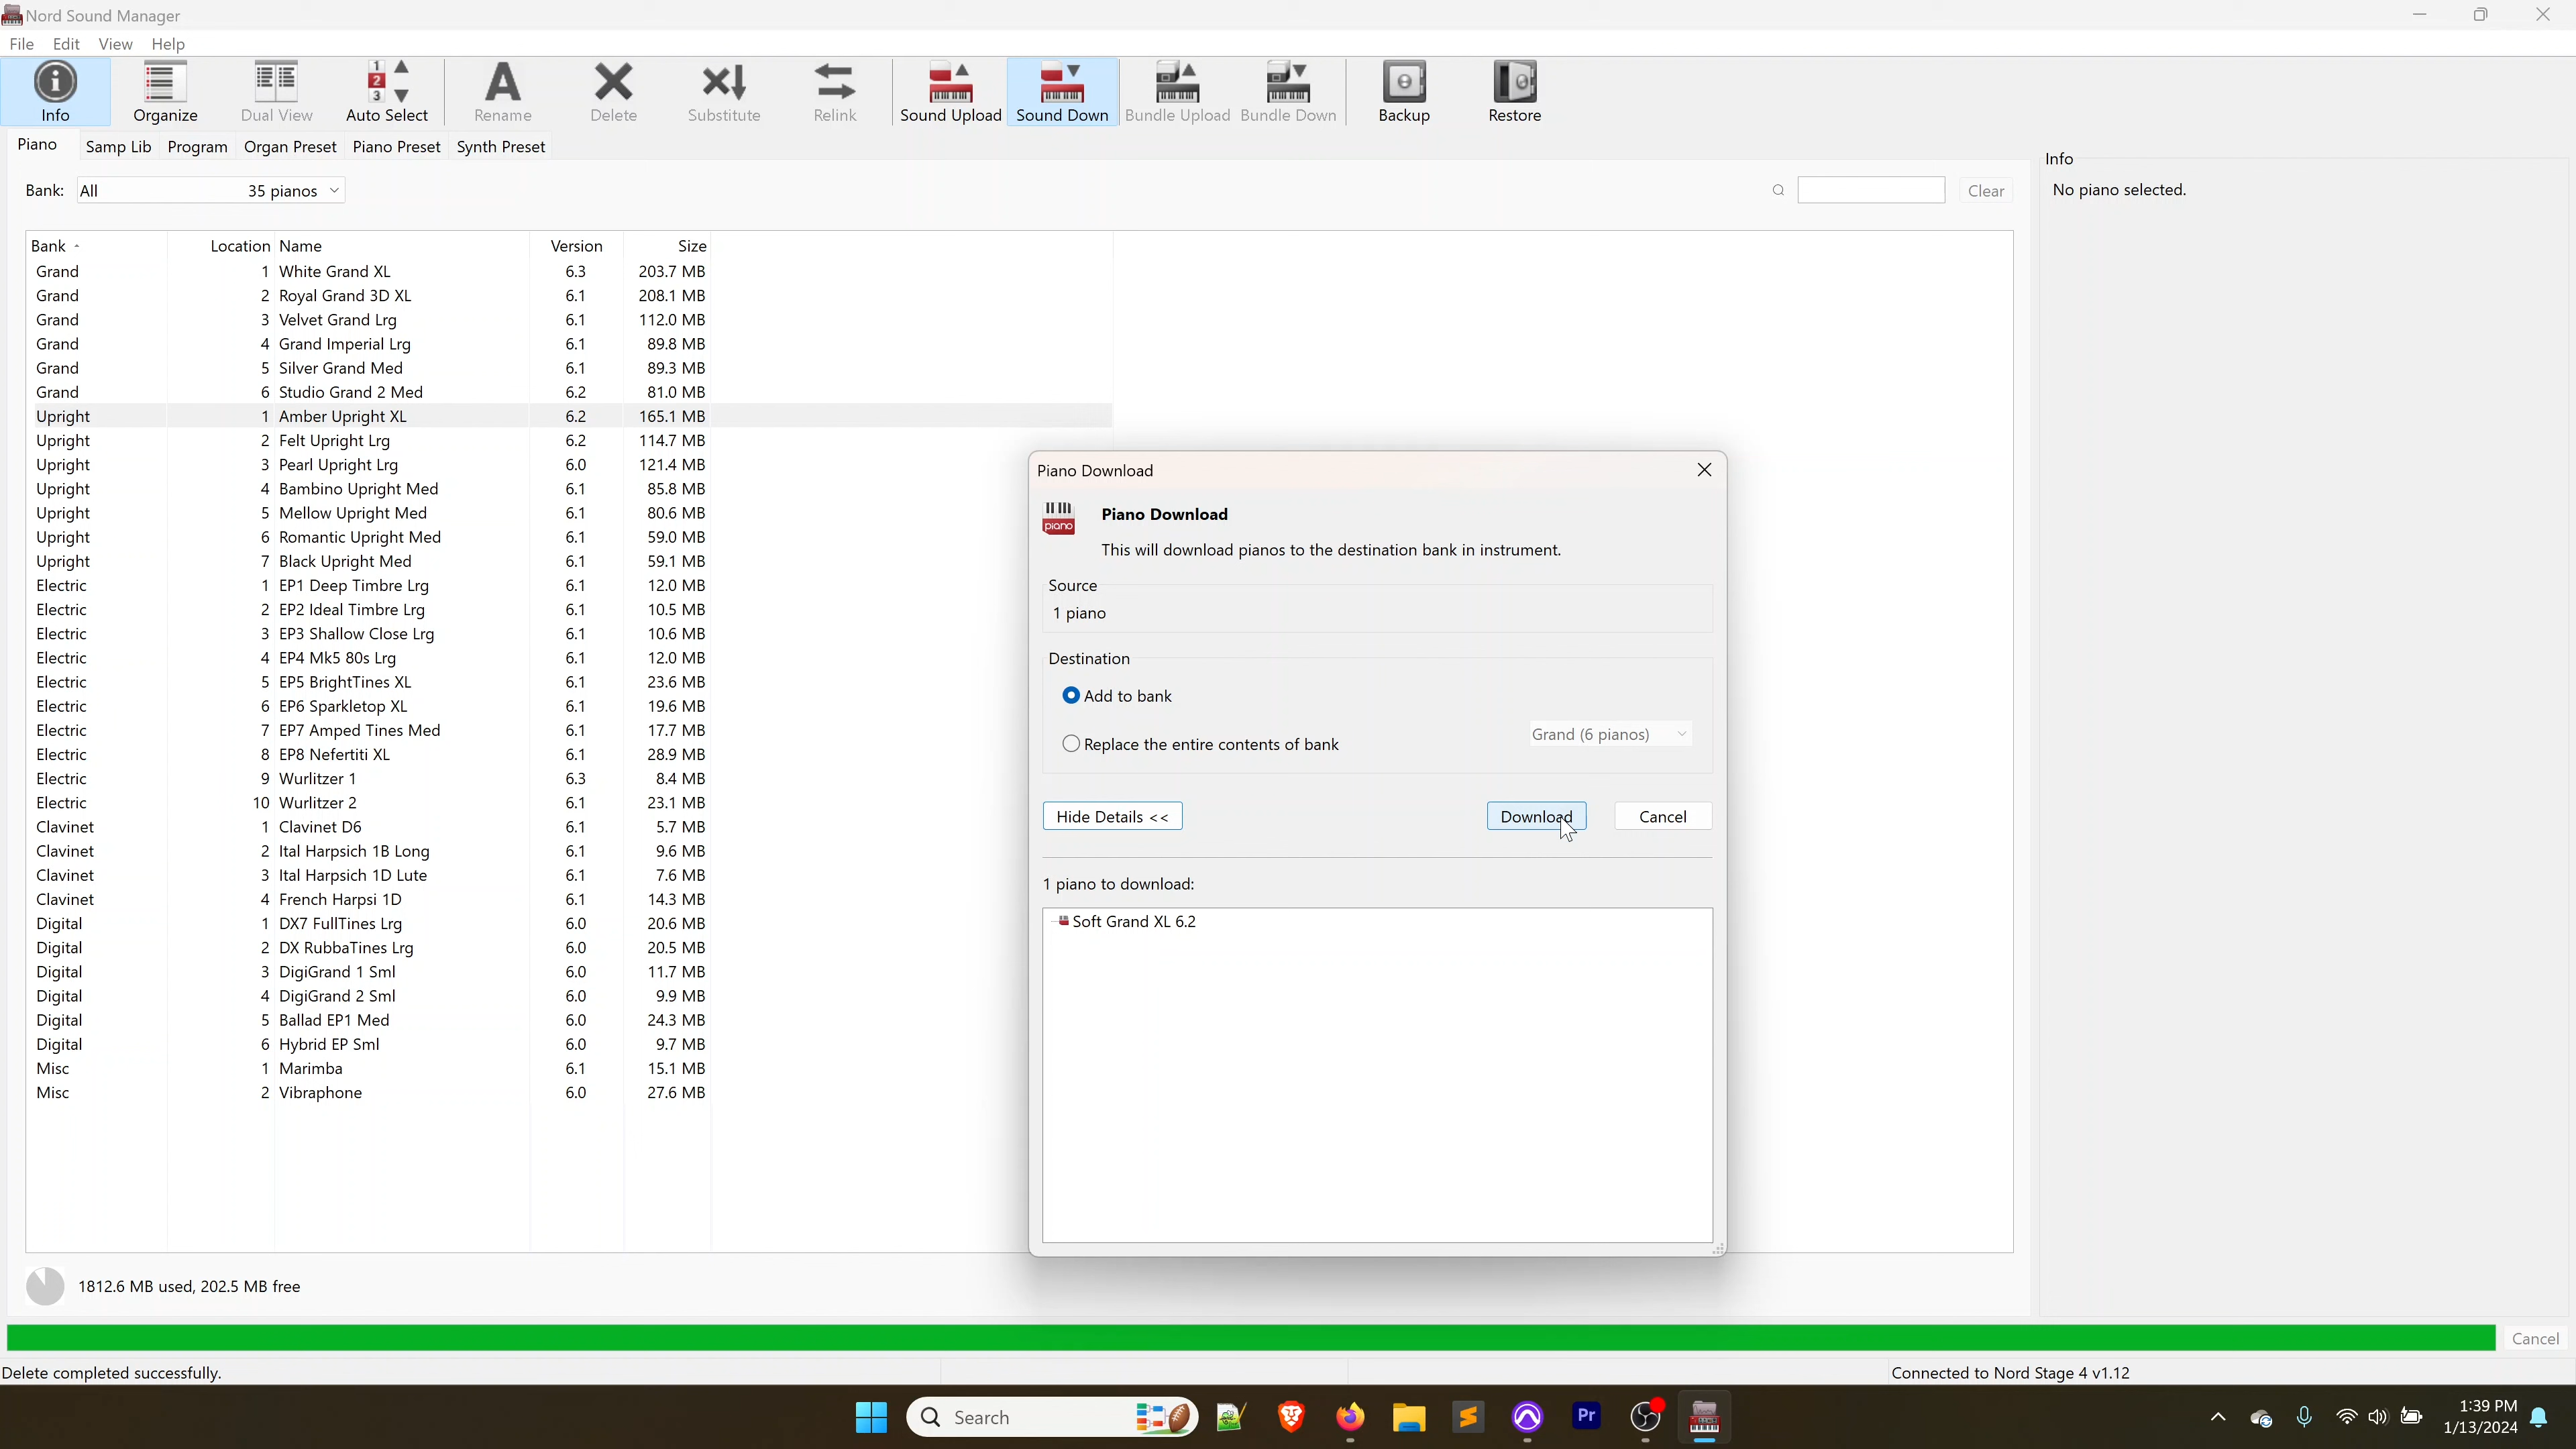 Nord Sound Manager
File Edit View Help
Info Organize Dual View Auto Select Rename Delete Substitute Relink Sound Upload Sound Down Bundle Upload Bundle Down Backup Restore
Piano Samp Lib Program Organ Preset Piano Preset Synth Preset
Bank: All 35 pianos Clear
Info
No piano selected.
Bank Location Name Version Size
Grand 1 White Grand XL 6.3 203.7 MB
Grand 2 Royal Grand 3D XL 6.1 208.1 MB
Grand 3 Velvet Grand Lrg 6.1 112.0 MB
Grand 4 Grand Imperial Lrg 6.1 89.8 MB
Grand 5 Silver Grand Med 6.1 89.3 MB
Grand 6 Studio Grand 2 Med 6.2 81.0 MB
Upright 1 Amber Upright XL 6.2 165.1 MB
Upright 2 Felt Upright Lrg 6.2 114.7 MB
Upright 3 Pearl Upright Lrg 6.0 121.4 MB
Upright 4 Bambino Upright Med 6.1 85.8 MB
Upright 5 Mellow Upright Med 6.1 80.6 MB
Upright 6 Romantic Upright Med 6.1 59.0 MB
Upright 7 Black Upright Med 6.1 59.1 MB
Electric 1 EP1 Deep Timbre Lrg 6.1 12.0 MB
Electric 2 EP2 Ideal Timbre Lrg 6.1 10.5 MB
Electric 3 EP3 Shallow Close Lrg 6.1 10.6 MB
Electric 4 EP4 Mk5 80s Lrg 6.1 12.0 MB
Electric 5 EP5 BrightTines XL 6.1 23.6 MB
Electric 6 EP6 Sparkletop XL 6.1 19.6 MB
Electric 7 EP7 Amped Tines Med 6.1 17.7 MB
Electric 8 EP8 Nefertiti XL 6.1 28.9 MB
Electric 9 Wurlitzer 1 6.3 8.4 MB
Electric 10 Wurlitzer 2 6.1 23.1 MB
Clavinet 1 Clavinet D6 6.1 5.7 MB
Clavinet 2 Ital Harpsich 1B Long 6.1 9.6 MB
Clavinet 3 Ital Harpsich 1D Lute 6.1 7.6 MB
Clavinet 4 French Harpsi 1D 6.1 14.3 MB
Digital 1 DX7 FullTines Lrg 6.0 20.6 MB
Digital 2 DX RubbaTines Lrg 6.0 20.5 MB
Digital 3 DigiGrand 1 Sml 6.0 11.7 MB
Digital 4 DigiGrand 2 Sml 6.0 9.9 MB
Digital 5 Ballad EP1 Med 6.0 24.3 MB
Digital 6 Hybrid EP Sml 6.0 9.7 MB
Misc 1 Marimba 6.1 15.1 MB
Misc 2 Vibraphone 6.0 27.6 MB
Piano Download
piano
Piano Download
This will download pianos to the destination bank in instrument.
Source
1 piano
Destination
Add to bank
Replace the entire contents of bank Grand (6 pianos)
Hide Details << Download Cancel
1 piano to download:
Soft Grand XL 6.2
1812.6 MB used, 202.5 MB free
Cancel
Delete completed successfully. Connected to Nord Stage 4 v1.12
Search Pr 1:39 PM
1/13/2024